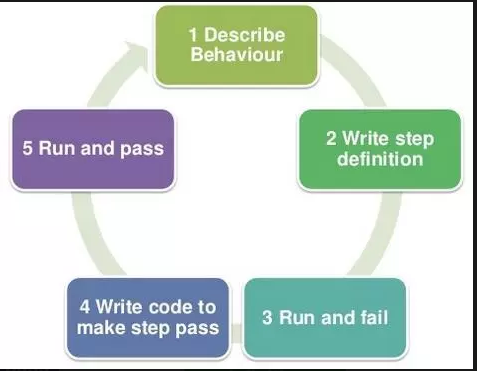 1 Describe
Behaviour
2 Write step
definition
3 Run and fail
4 Write code to
make step pass
5 Run and pass